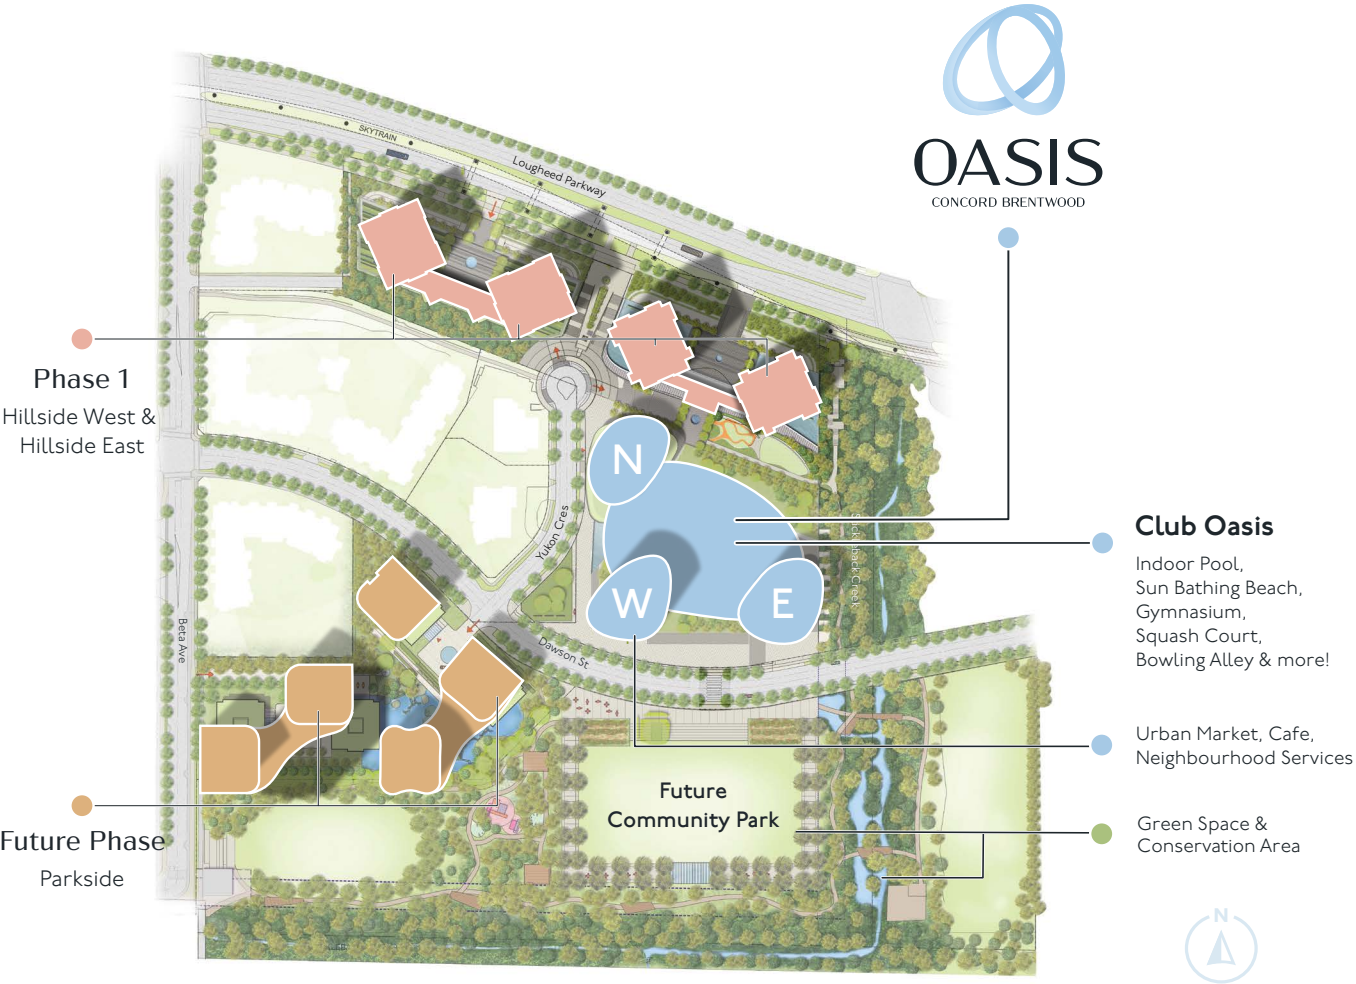 OASIS
CONCORD BRENTWOOD
SKYTRAIN
Lougheed Parkway
Phase 1
Hillside West &
Hillside East
N
W
E
Yukon Cres
Stickleback Creek
Club Oasis
Indoor Pool,
Sun Bathing Beach,
Gymnasium,
Squash Court,
Bowling Alley & more!
Beta Ave
Dawson St
Urban Market, Cafe,
Neighbourhood Services
Future
Community Park
Future Phase
Parkside
Green Space &
Conservation Area
N